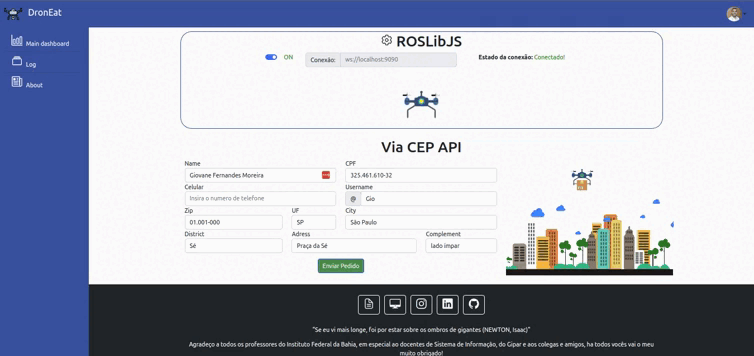 DronEat
Main dashboard
Log
About
ROSLibJS
ON
Conexão: ws://localhost:9090
Estado da conexão: Conectado!
Via CEP API
Name
CPF
Giovane Fernandes Moreira
325.461.610-32
Celular
Username
Insira o numero de telefone
@ Gio
Zip
UF
City
01.001-000
SP
São Paulo
District
Adress
Complement
Sé
Praça da Sé
lado ímpar
Enviar Pedido
"Se eu vi mais longe, foi por estar sobre os ombros de gigantes (NEWTON, Isaac)"
Agradeço a todos os professores do Instituto Federal da Bahia, em especial ao docentes de Sistema de Informação, do Gipar e aos colegas e amigos, ha todos vocês vai o meu
muito obrigado!